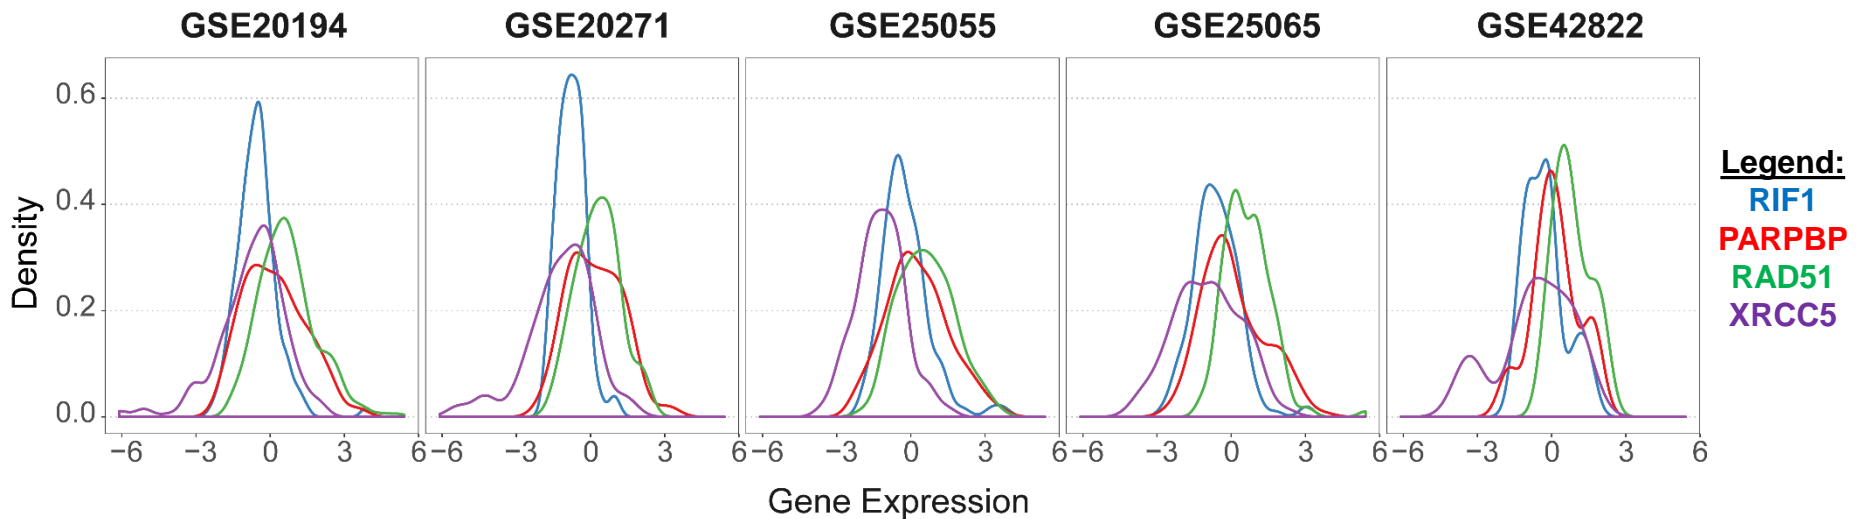 GSE20194 GSE20271 GSE25055 GSE25065 GSE42822
0.6
0.4
0.2
0.0
Density
−6 −3 0 3 6 −6 −3 0 3 6 −6 −3 0 3 6 −6 −3 0 3 6 −6 −3 0 3 6
Gene Expression
Legend:
RIF1
PARPBP
RAD51
XRCC5